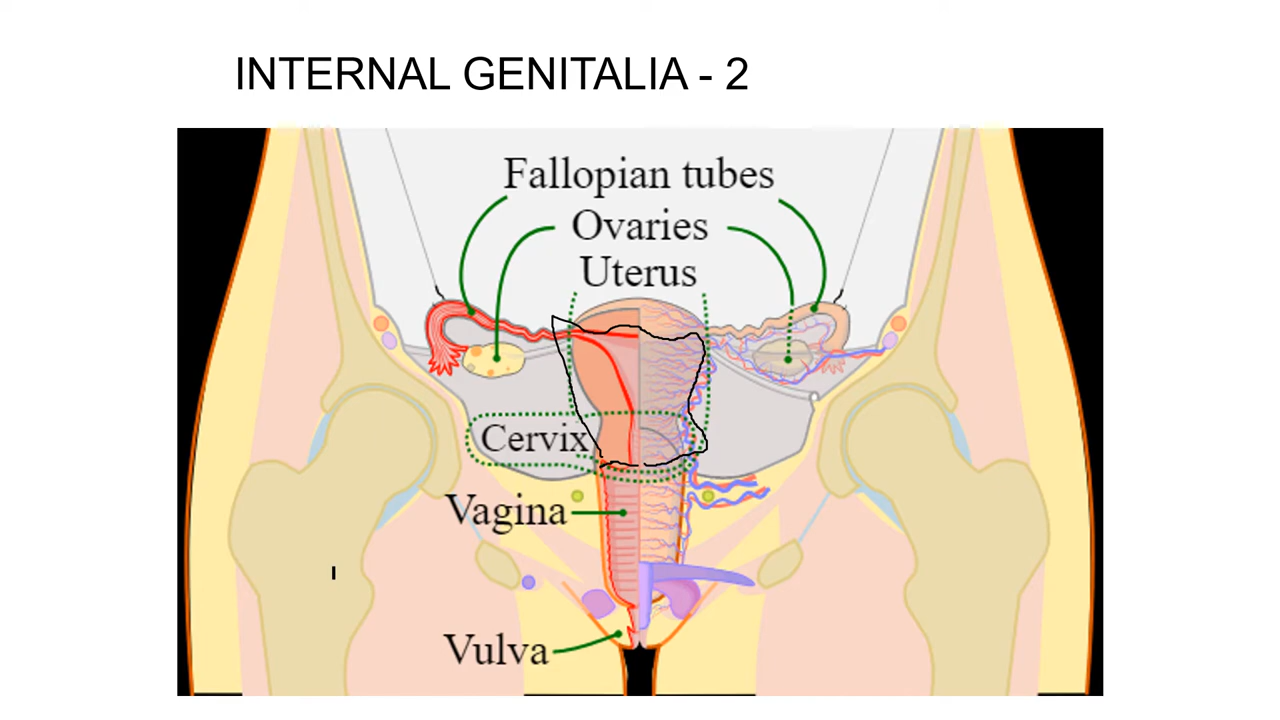 INTERNAL GENITALIA - 2
Fallopian tubes
Ovaries
Uterus
Cervix
Vagina
Vulva